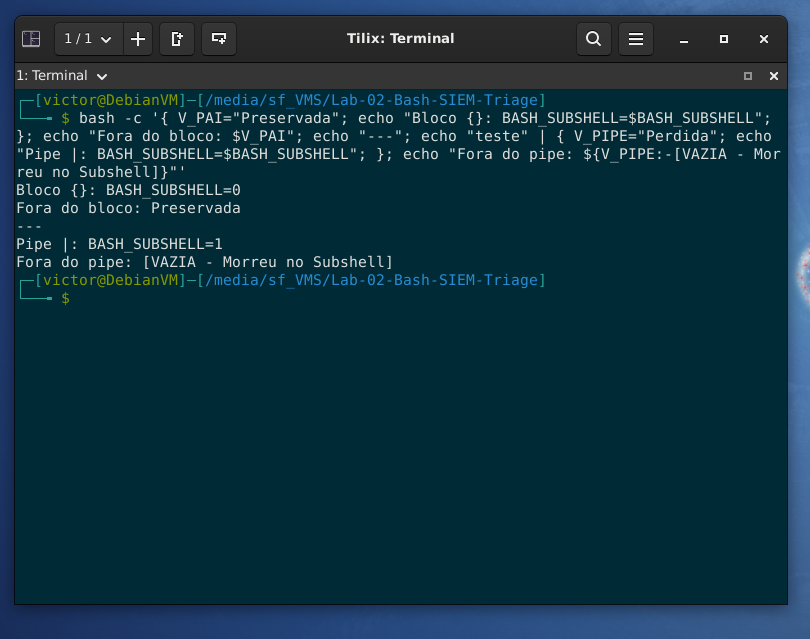 1 / 1
Tilix: Terminal
1: Terminal
┌─[victor@DebianVM]─[/media/sf_VMS/Lab-02-Bash-SIEM-Triage]
└──╼ $ bash -c '{ V_PAI="Preservada"; echo "Bloco {}: BASH_SUBSHELL=$BASH_SUBSHELL";
}; echo "Fora do bloco: $V_PAI"; echo "---"; echo "teste" | { V_PIPE="Perdida"; echo
"Pipe |: BASH_SUBSHELL=$BASH_SUBSHELL"; }; echo "Fora do pipe: ${V_PIPE:-[VAZIA - Mor
reu no Subshell]}"'
Bloco {}: BASH_SUBSHELL=0
Fora do bloco: Preservada
---
Pipe |: BASH_SUBSHELL=1
Fora do pipe: [VAZIA - Morreu no Subshell]
┌─[victor@DebianVM]─[/media/sf_VMS/Lab-02-Bash-SIEM-Triage]
└──╼ $